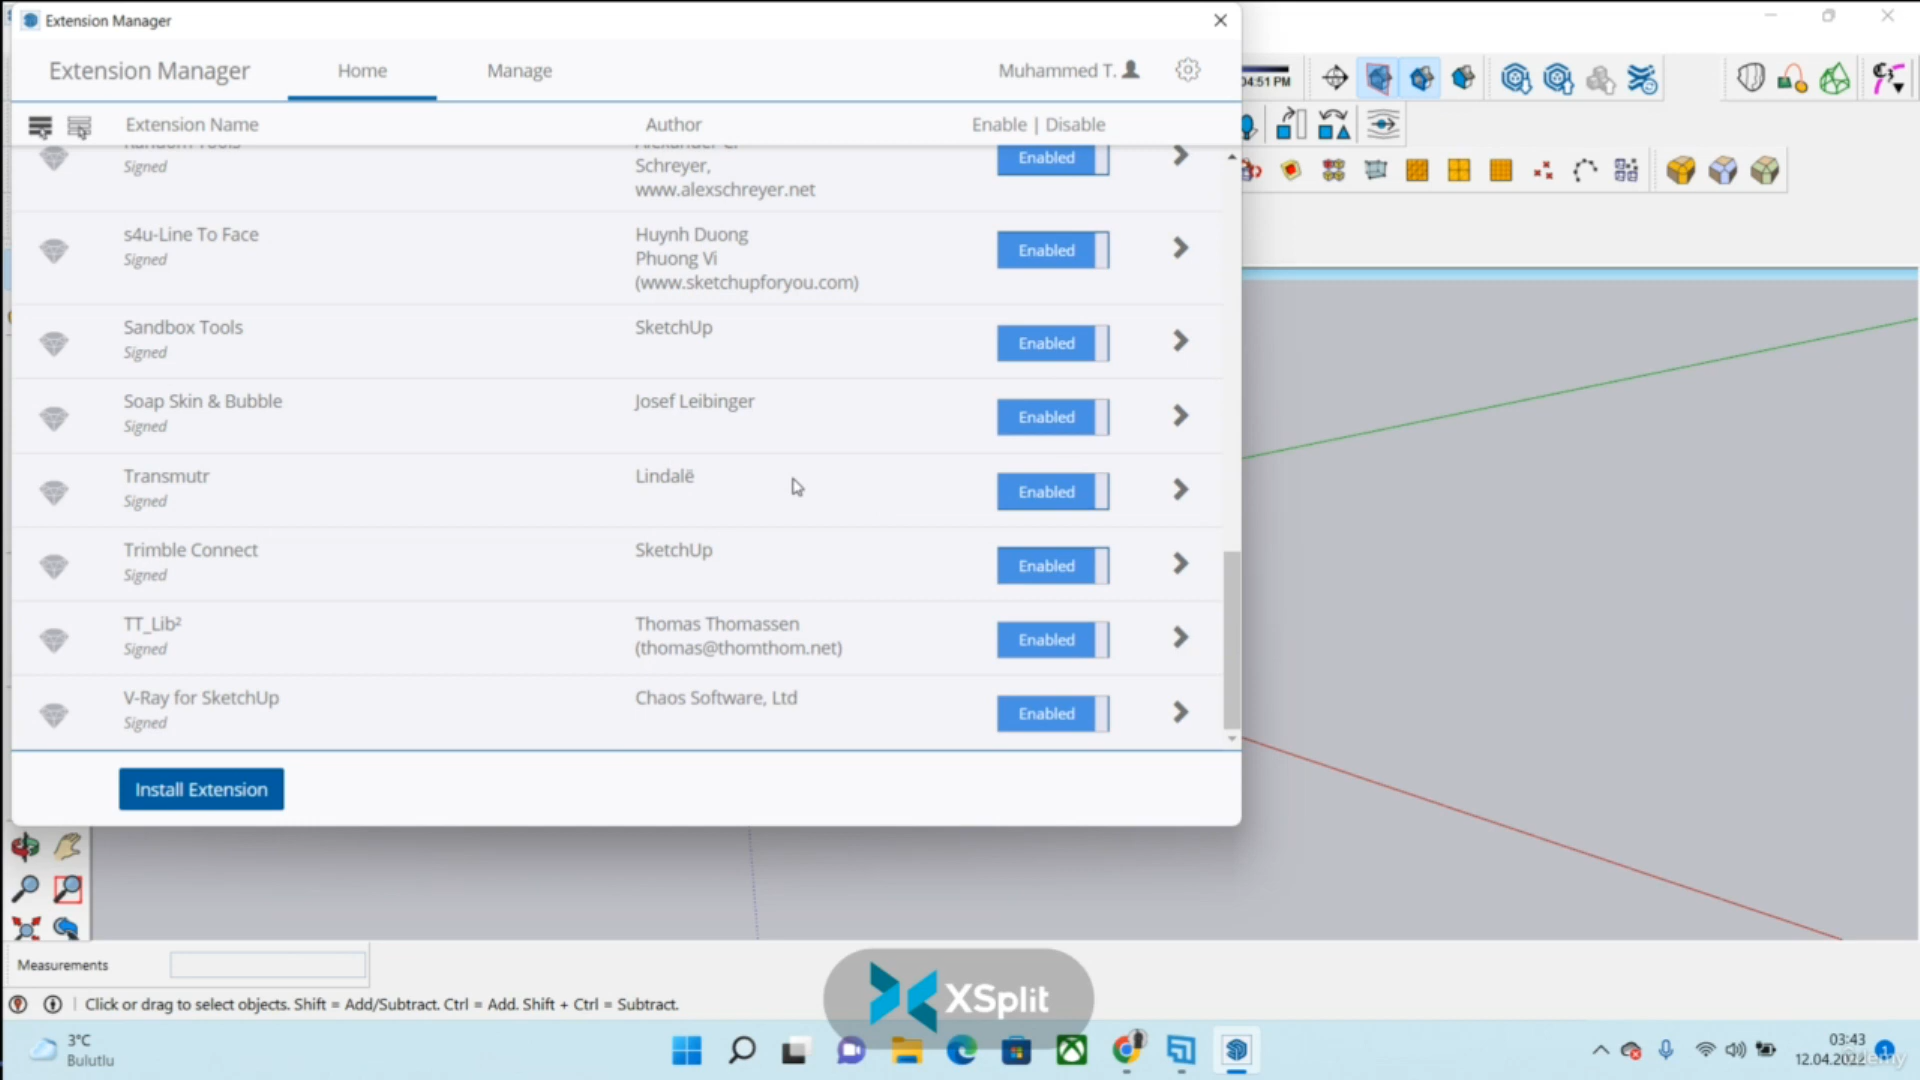 Extension Manager
Extension Manager
Home
Manage
Muhammed T.
04:51 PM
Extension Name
Author
Enable | Disable
Random Tools
Signed
Alexander C.
Schreyer,
www.alexschreyer.net
Enabled
s4u-Line To Face
Signed
Huynh Duong
Phuong Vi
(www.sketchupforyou.com)
Enabled
Sandbox Tools
Signed
SketchUp
Enabled
Soap Skin & Bubble
Signed
Josef Leibinger
Enabled
Transmutr
Signed
Lindalë
Enabled
Trimble Connect
Signed
SketchUp
Enabled
TT_Lib²
Signed
Thomas Thomassen
(thomas@thomthom.net)
Enabled
V-Ray for SketchUp
Signed
Chaos Software, Ltd
Enabled
Install Extension
Measurements
XSplit
Click or drag to select objects. Shift = Add/Subtract. Ctrl = Add. Shift + Ctrl = Subtract.
3°C
Bulutlu
03:43
12.04.2022
1
Udemy